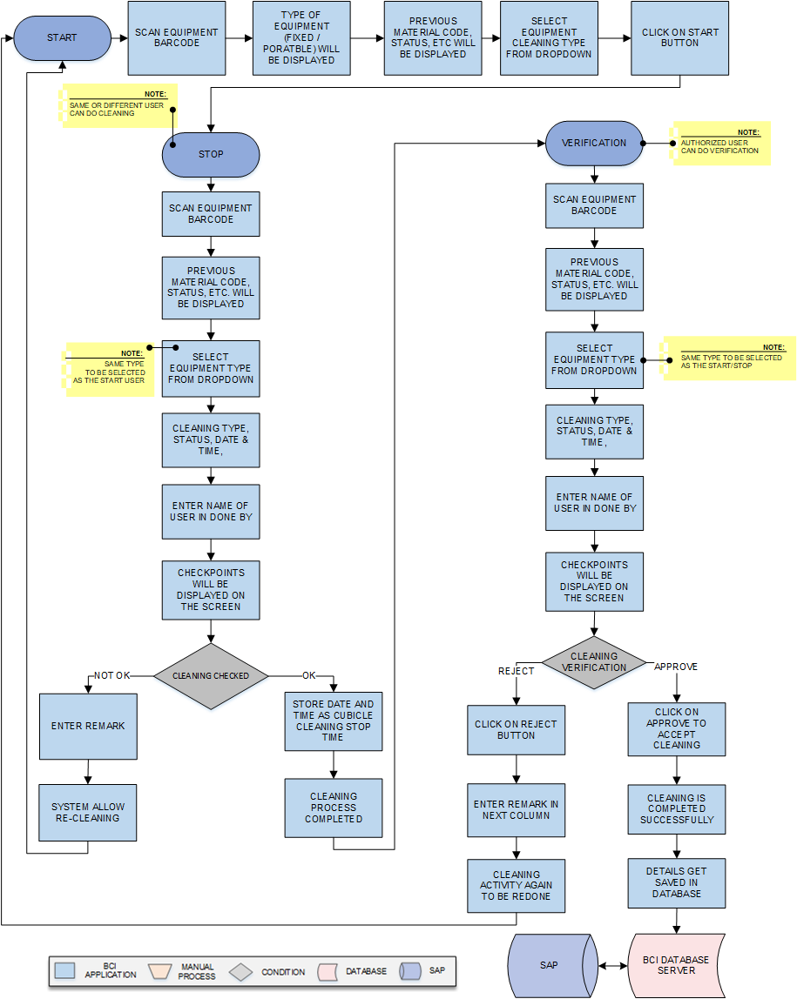 START
SCAN EQUIPMENT
BARCODE
TYPE OF
EQUIPMENT
(FIXED /
PORATBLE) WILL
BE DISPLAYED
PREVIOUS
MATERIAL CODE,
STATUS, ETC WILL
BE DISPLAYED
SELECT
EQUIPMENT
CLEANING TYPE
FROM DROPDOWN
CLICK ON START
BUTTON
NOTE:
SAME OR DIFFERENT USER
CAN DO CLEANING
STOP
SCAN EQUIPMENT
BARCODE
PREVIOUS
MATERIAL CODE,
STATUS, ETC. WILL
BE DISPLAYED
NOTE:
SAME TYPE
TO BE SELECTED
AS THE START USER
SELECT
EQUIPMENT TYPE
FROM DROPDOWN
CLEANING TYPE,
STATUS, DATE &
TIME,
ENTER NAME OF
USER IN DONE BY
CHECKPOINTS
WILL BE
DISPLAYED ON
THE SCREEN
CLEANING CHECKED
NOT OK
OK
ENTER REMARK
SYSTEM ALLOW
RE-CLEANING
STORE DATE AND
TIME AS CUBICLE
CLEANING STOP
TIME
CLEANING
PROCESS
COMPLETED
VERIFICATION
NOTE:
AUTHORIZED USER
CAN DO VERIFICATION
SCAN EQUIPMENT
BARCODE
PREVIOUS
MATERIAL CODE,
STATUS, ETC. WILL
BE DISPLAYED
SELECT
EQUIPMENT TYPE
FROM DROPDOWN
NOTE:
SAME TYPE TO BE SELECTED
AS THE START/STOP
CLEANING TYPE,
STATUS, DATE &
TIME,
ENTER NAME OF
USER IN DONE BY
CHECKPOINTS
WILL BE
DISPLAYED ON
THE SCREEN
CLEANING
VERIFICATION
REJECT
APPROVE
CLICK ON REJECT
BUTTON
ENTER REMARK IN
NEXT COLUMN
CLEANING
ACTIVITY AGAIN
TO BE REDONE
CLICK ON
APPROVE TO
ACCEPT
CLEANING
CLEANING IS
COMPLETED
SUCCESSFULLY
DETAILS GET
SAVED IN
DATABASE
SAP
BCI DATABASE
SERVER
BCI
APPLICATION
MANUAL
PROCESS
CONDITION
DATABASE
SAP